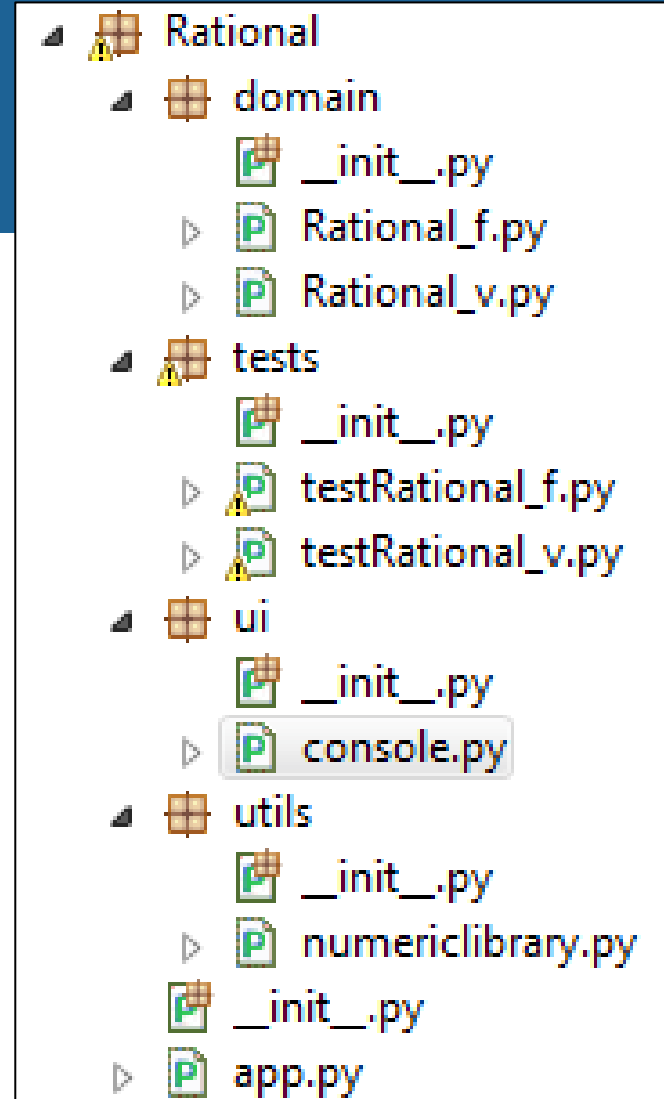 Rational
domain
__init__.py
Rational_f.py
Rational_v.py
tests
__init__.py
testRational_f.py
testRational_v.py
ui
__init__.py
console.py
utils
__init__.py
numericlibrary.py
__init__.py
app.py